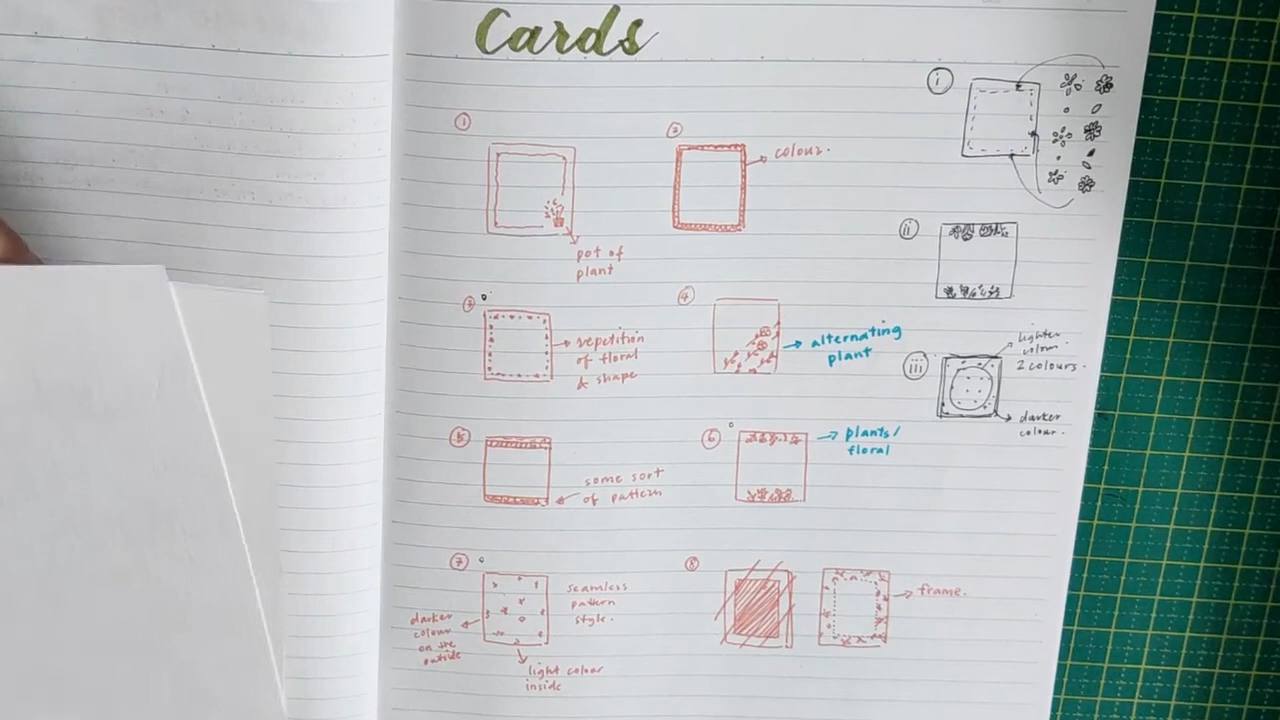 Cards
①
②
colour.
pot of
plant
③
repetition
of floral
& shape
④
alternating
plant
⑤
some sort
of pattern
⑥
plants/
floral
⑦
seamless
pattern
style.
darker
colour
on the
outside
light colour
inside
⑧
frame.
i
ii
iii
lighter
colour.
2 colours.
darker
colour.